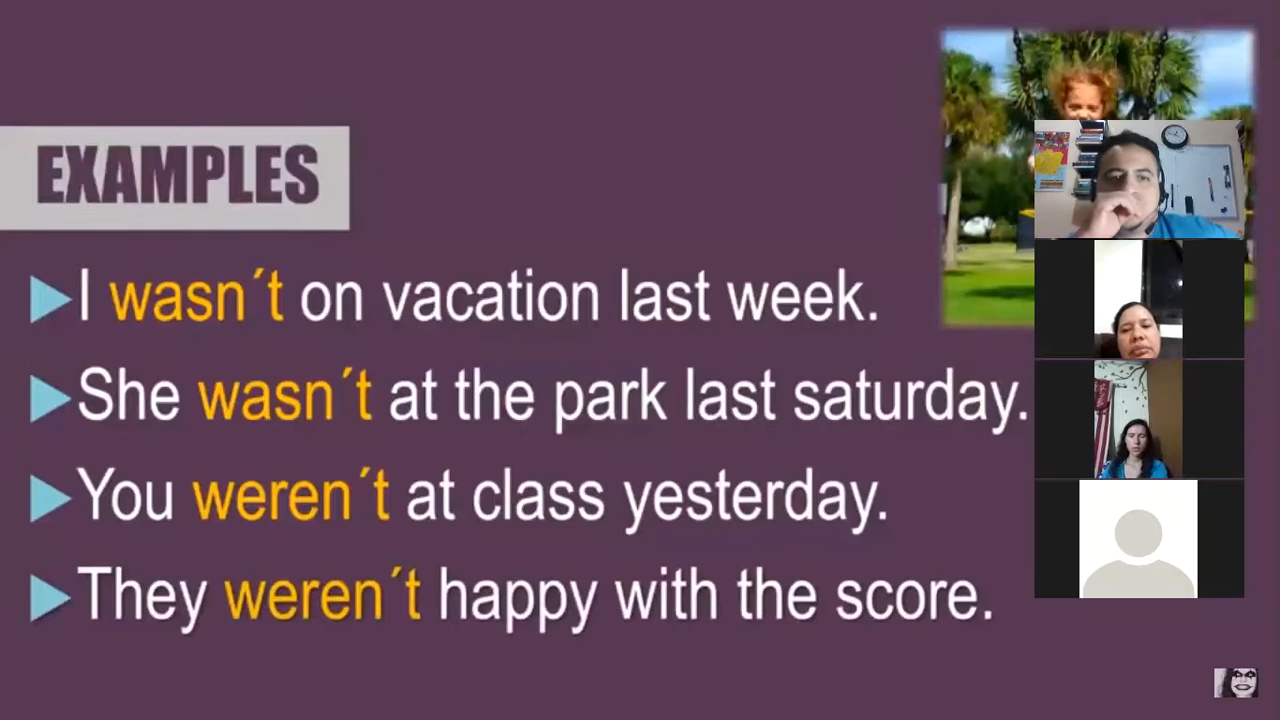 EXAMPLES
I wasn´t on vacation last week.
She wasn´t at the park last saturday.
You weren´t at class yesterday.
They weren´t happy with the score.